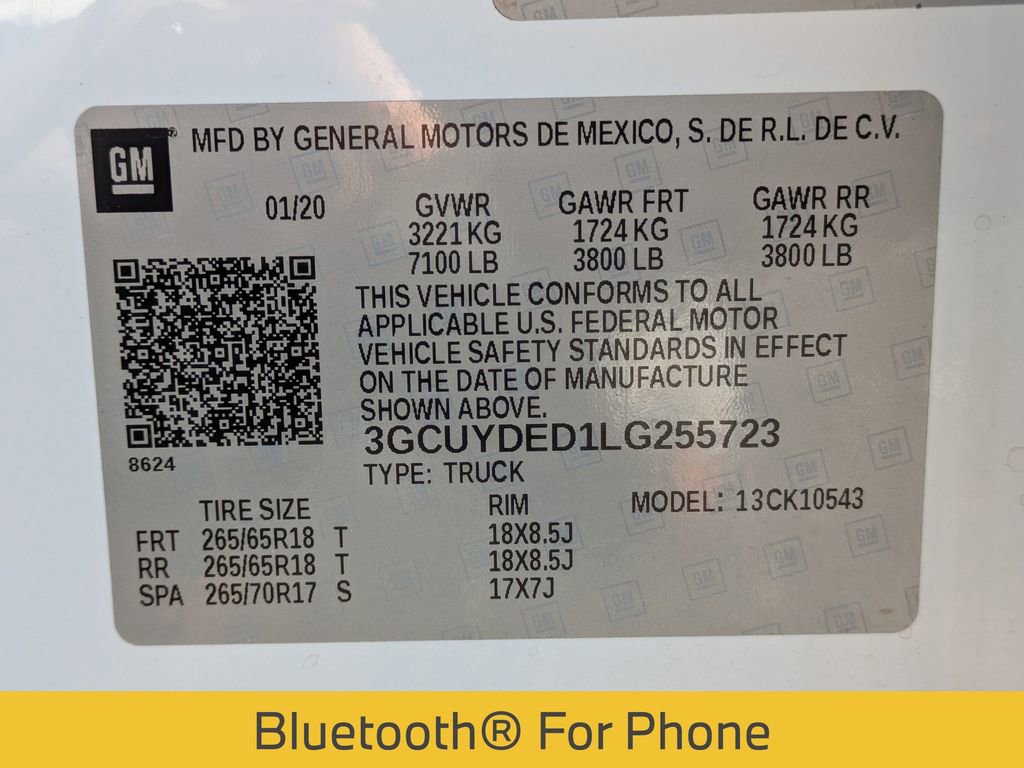 GM® MFD BY GENERAL MOTORS DE MEXICO, S. DE R.L. DE C.V.
01/20 GVWR GAWR FRT GAWR RR
3221 KG 1724 KG 1724 KG
7100 LB 3800 LB 3800 LB
THIS VEHICLE CONFORMS TO ALL
APPLICABLE U.S. FEDERAL MOTOR
VEHICLE SAFETY STANDARDS IN EFFECT
ON THE DATE OF MANUFACTURE
SHOWN ABOVE.
3GCUYDED1LG255723
8624
TYPE: TRUCK
TIRE SIZE RIM MODEL: 13CK10543
FRT 265/65R18 T 18X8.5J
RR 265/65R18 T 18X8.5J
SPA 265/70R17 S 17X7J
Bluetooth® For Phone